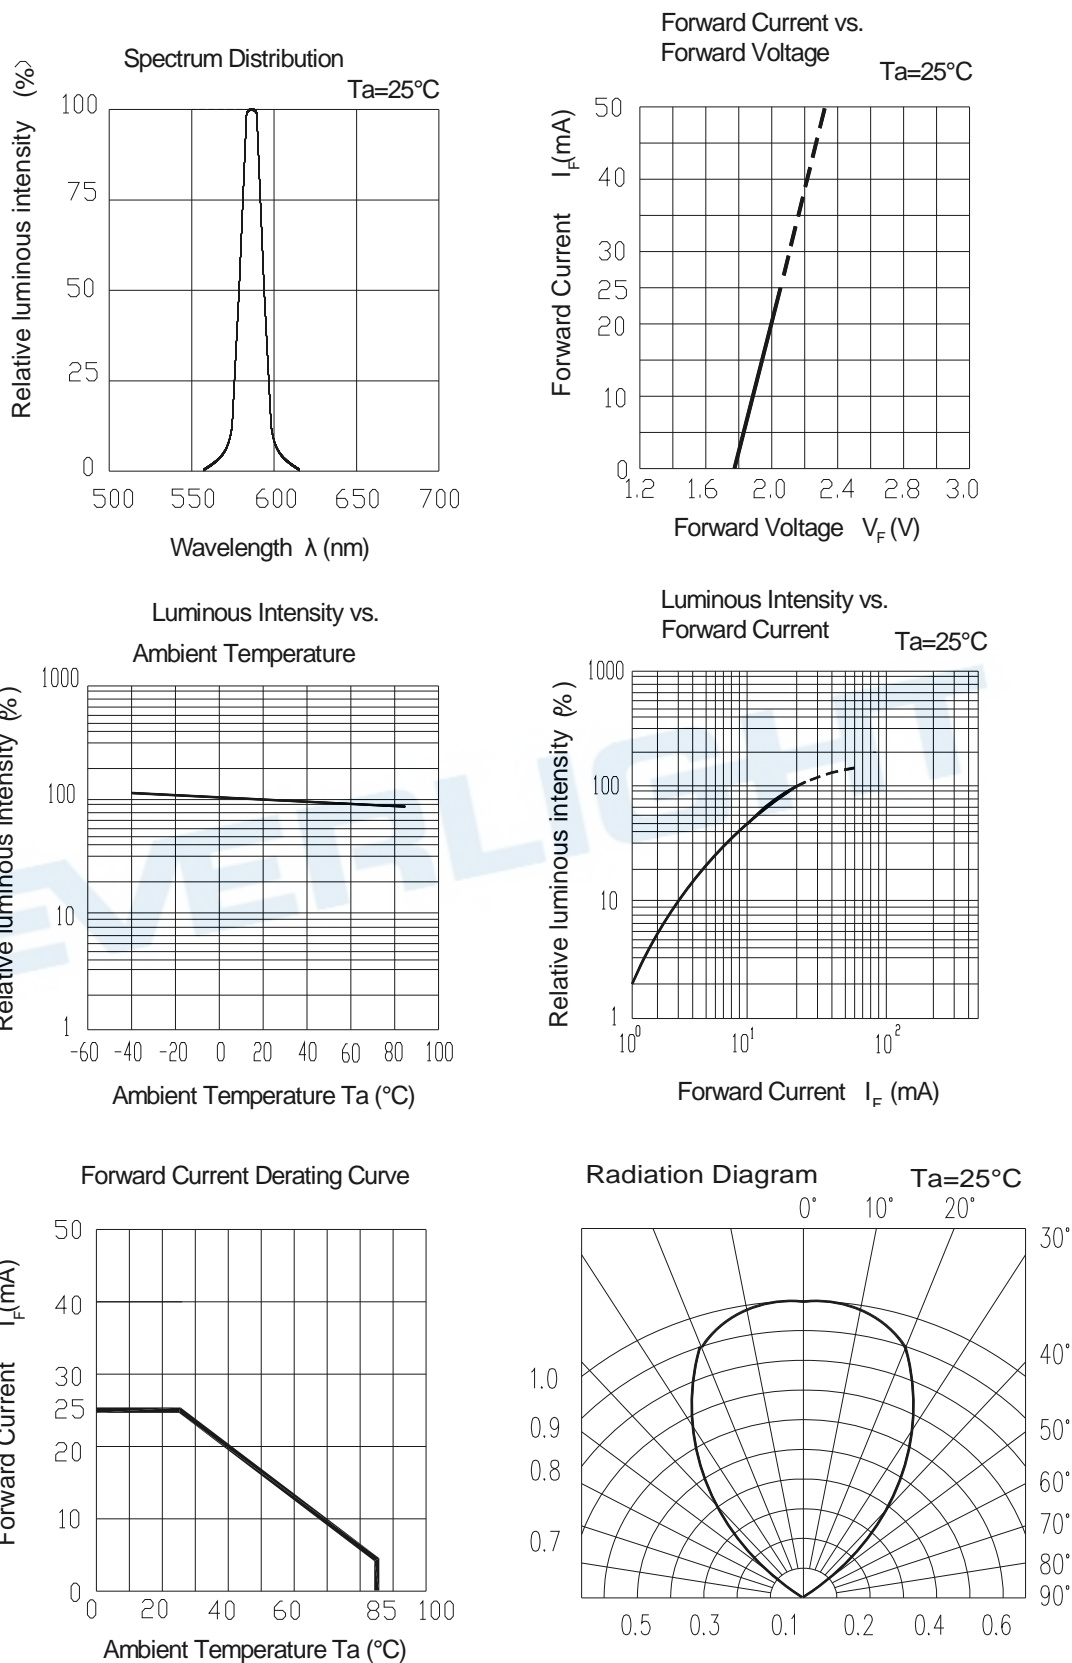 Spectrum Distribution
Ta=25°C
Relative luminous intensity (%)
100
75
50
25
0
500 550 600 650 700
Wavelength λ (nm)
Forward Current vs.
Forward Voltage
Ta=25°C
Forward Current IF(mA)
50
40
30
25
20
10
0
1.2 1.6 2.0 2.4 2.8 3.0
Forward Voltage VF (V)
Luminous Intensity vs.
Ambient Temperature
Relative luminous intensity (%)
1000
100
10
1
-60 -40 -20 0 20 40 60 80 100
Ambient Temperature Ta (°C)
Luminous Intensity vs.
Forward Current
Ta=25°C
Relative luminous intensity (%)
1000
100
10
1
10⁰ 10¹ 10²
Forward Current IF (mA)
EVERLIGHT
Forward Current Derating Curve
Forward Current IF(mA)
50
40
30
25
20
10
0
0 20 40 60 85 100
Ambient Temperature Ta (°C)
Radiation Diagram
Ta=25°C
0° 10° 20°
30°
40°
50°
60°
70°
80°
90°
1.0
0.9
0.8
0.7
0.5 0.3 0.1 0.2 0.4 0.6